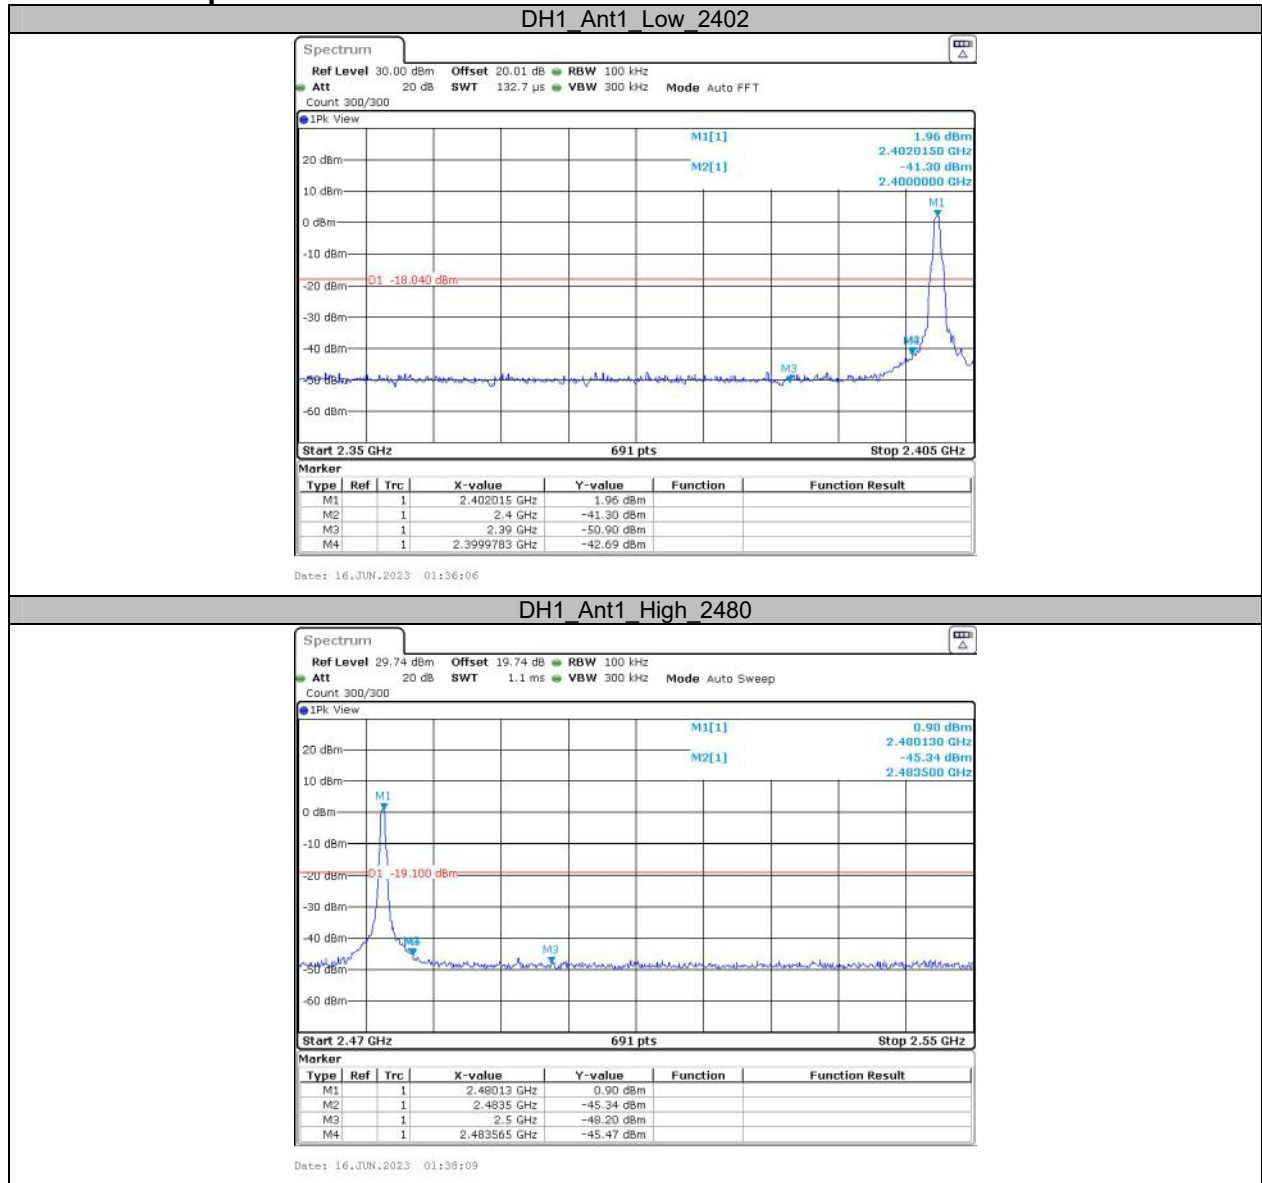 DH1_Ant1_Low_2402
Spectrum
Ref Level 30.00 dBm Offset 20.01 dB RBW 100 kHz
Att 20 dB SWT 132.7 µs VBW 300 kHz Mode Auto FFT
Count 300/300
1Pk View
M1[1] 1.96 dBm
2.4020150 GHz
M2[1] -41.30 dBm
2.4000000 GHz
20 dBm
10 dBm
M1
0 dBm
-10 dBm
D1 -18.040 dBm
-20 dBm
-30 dBm
-40 dBm
M3
-50 dBm
-60 dBm
Start 2.35 GHz 691 pts Stop 2.405 GHz
Marker
Type Ref Trc X-value Y-value Function Function Result
M1 1 2.402015 GHz 1.96 dBm
M2 1 2.4 GHz -41.30 dBm
M3 1 2.39 GHz -50.90 dBm
M4 1 2.3999783 GHz -42.69 dBm
Date: 16.JUN.2023 01:36:06
DH1_Ant1_High_2480
Spectrum
Ref Level 29.74 dBm Offset 19.74 dB RBW 100 kHz
Att 20 dB SWT 1.1 ms VBW 300 kHz Mode Auto Sweep
Count 300/300
1Pk View
M1[1] 0.90 dBm
2.480130 GHz
M2[1] -45.34 dBm
2.483500 GHz
20 dBm
10 dBm
M1
0 dBm
-10 dBm
D1 -19.100 dBm
-20 dBm
-30 dBm
-40 dBm
M3
-50 dBm
-60 dBm
Start 2.47 GHz 691 pts Stop 2.55 GHz
Marker
Type Ref Trc X-value Y-value Function Function Result
M1 1 2.48013 GHz 0.90 dBm
M2 1 2.4835 GHz -45.34 dBm
M3 1 2.5 GHz -48.20 dBm
M4 1 2.483565 GHz -45.47 dBm
Date: 16.JUN.2023 01:38:09